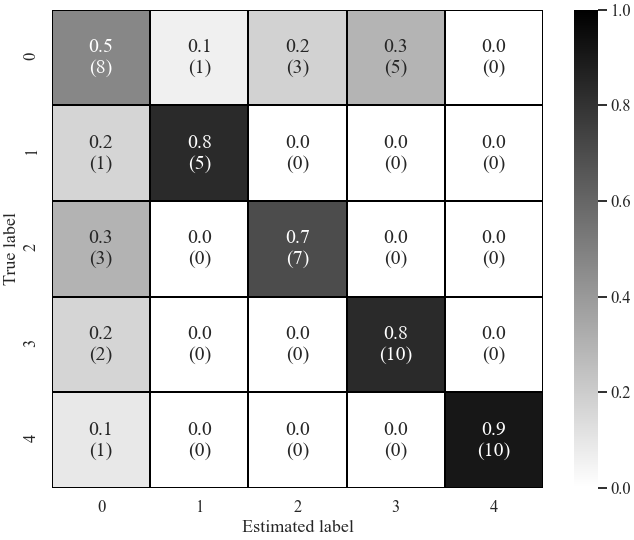 0.5 0.1 0.2 0.3 0.0
(8) (1) (3) (5) (0)
0.2 0.8 0.0 0.0 0.0
(1) (5) (0) (0) (0)
0.3 0.0 0.7 0.0 0.0
(3) (0) (7) (0) (0)
0.2 0.0 0.0 0.8 0.0
(2) (0) (0) (10) (0)
0.1 0.0 0.0 0.0 0.9
(1) (0) (0) (0) (10)
0
1
2
3
4
True label
0 1 2 3 4
Estimated label
1.0
0.8
0.6
0.4
0.2
0.0